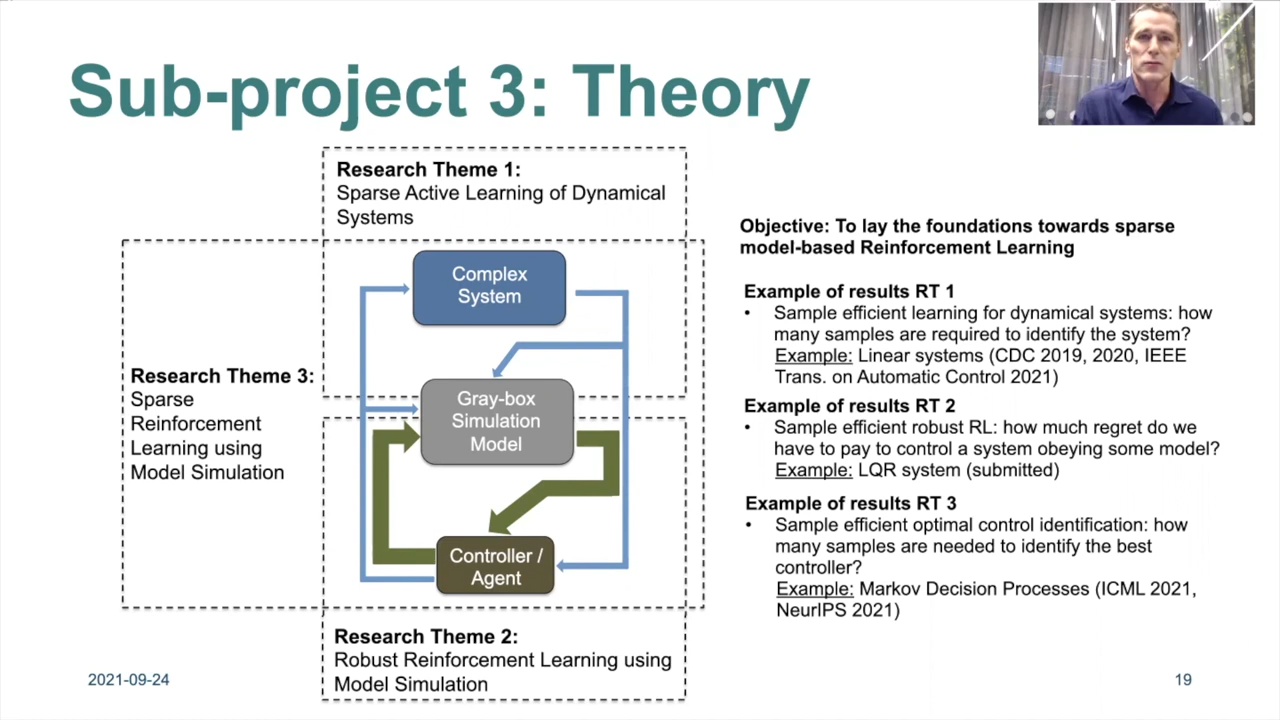 Sub-project 3: Theory
Research Theme 1:
Sparse Active Learning of Dynamical
Systems
Complex
System
Gray-box
Simulation
Model
Controller /
Agent
Research Theme 3:
Sparse
Reinforcement
Learning using
Model Simulation
Research Theme 2:
Robust Reinforcement Learning using
Model Simulation
Objective: To lay the foundations towards sparse
model-based Reinforcement Learning
Example of results RT 1
• Sample efficient learning for dynamical systems: how
many samples are required to identify the system?
Example: Linear systems (CDC 2019, 2020, IEEE
Trans. on Automatic Control 2021)
Example of results RT 2
• Sample efficient robust RL: how much regret do we
have to pay to control a system obeying some model?
Example: LQR system (submitted)
Example of results RT 3
• Sample efficient optimal control identification: how
many samples are needed to identify the best
controller?
Example: Markov Decision Processes (ICML 2021,
NeurIPS 2021)
2021-09-24
19